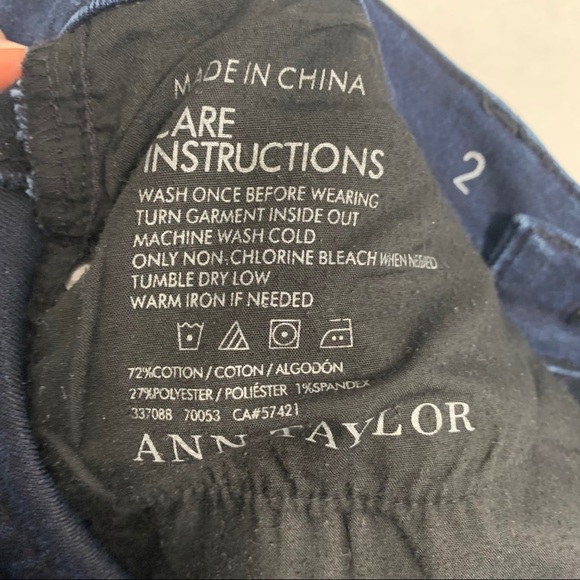 MADE IN CHINA
CARE
INSTRUCTIONS
2
WASH ONCE BEFORE WEARING
TURN GARMENT INSIDE OUT
MACHINE WASH COLD
ONLY NON-CHLORINE BLEACH WHEN NEEDED
TUMBLE DRY LOW
WARM IRON IF NEEDED
72%COTTON / COTON / ALGODÓN
27%POLYESTER / POLIÉSTER 1%SPANDEX
337088 70053 CA#57421
ANN TAYLOR